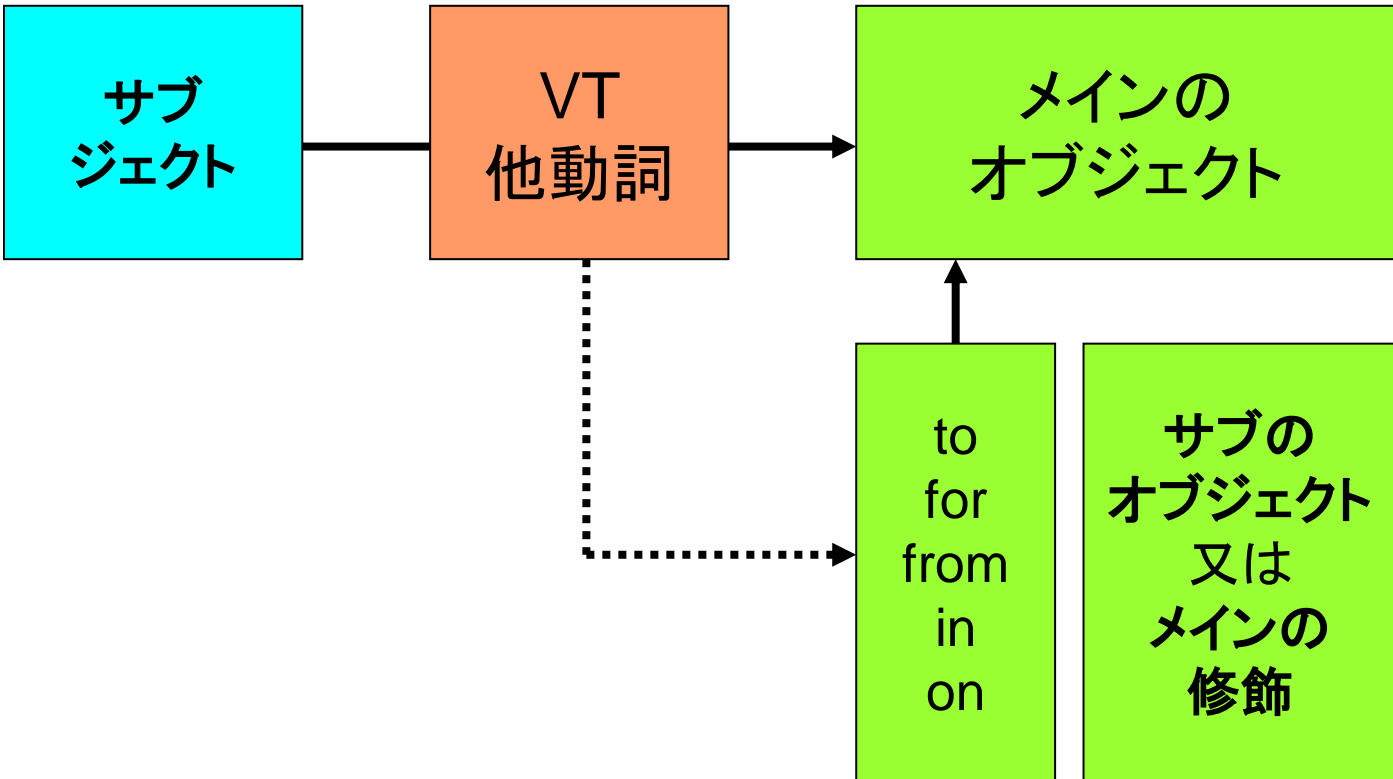 サブ
ジェクト
VT
他動詞
メインの
オブジェクト
to
for
from
in
on
サブの
オブジェクト
又は
メインの
修飾